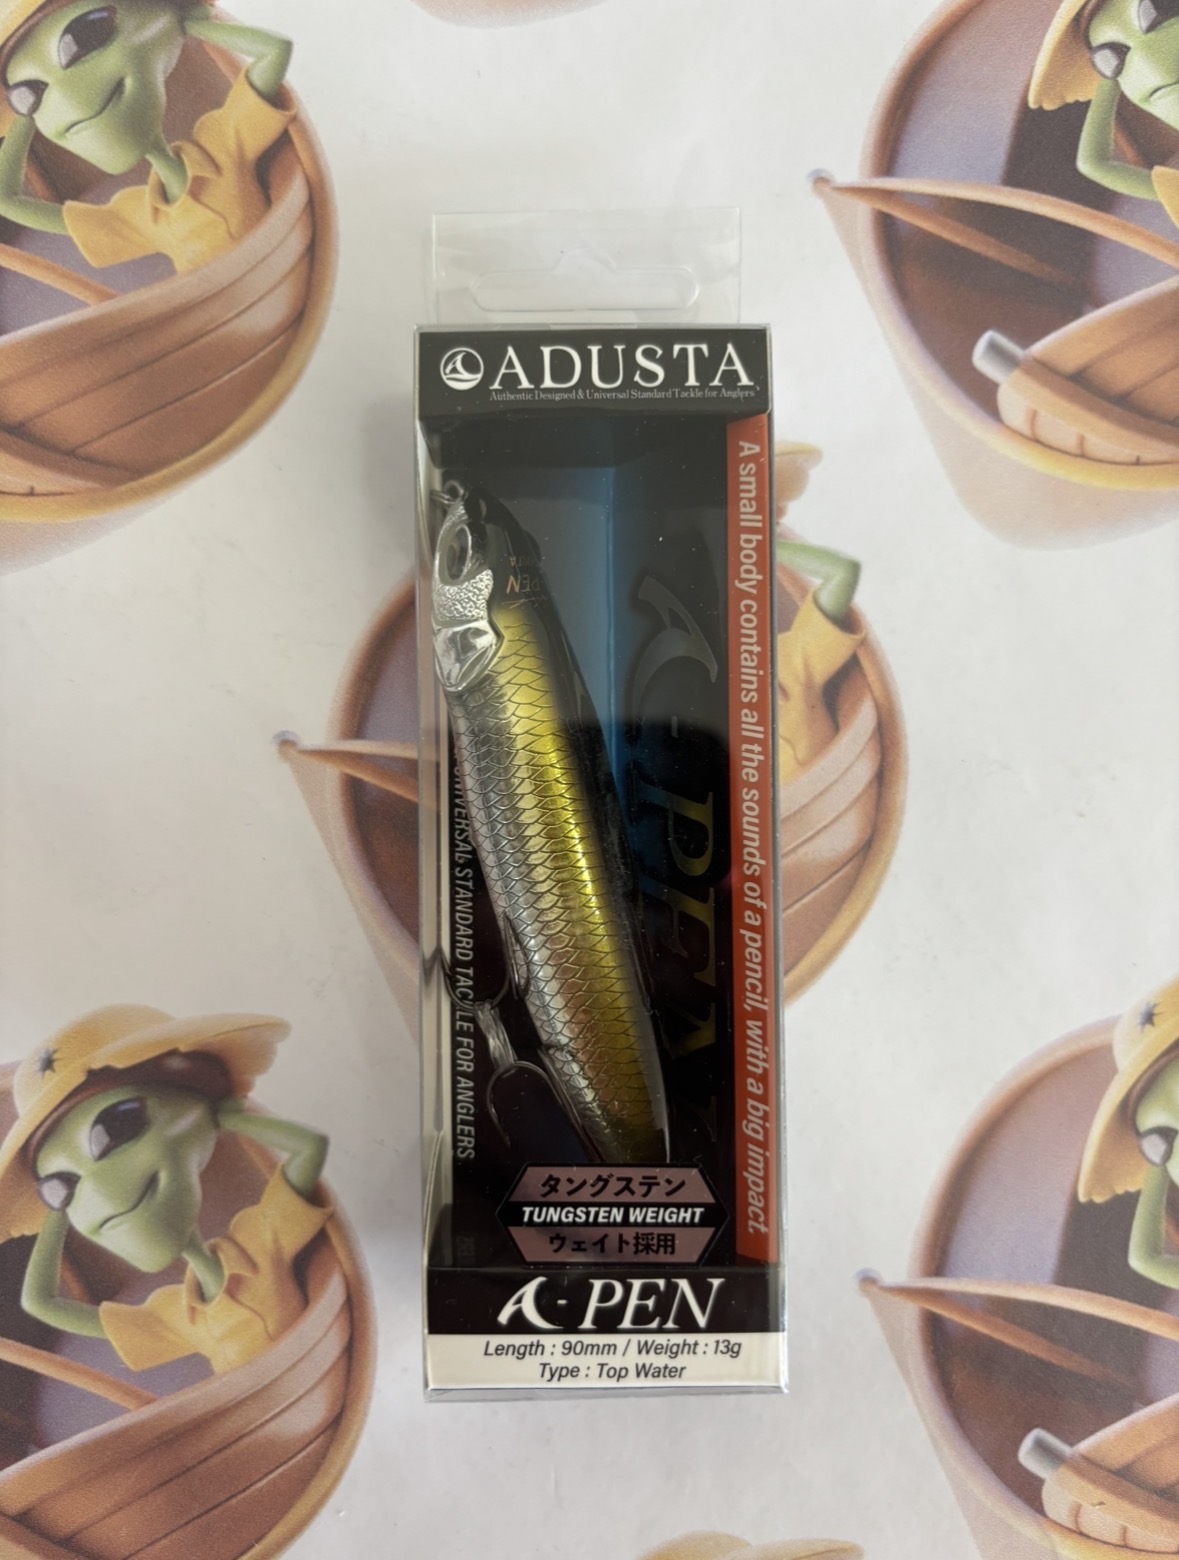 ADUSTA
Authentic Designed & Universal Standard Tackle for Anglers
A small body contains all the sounds of a pencil, with a big impact
PEN
UNIVERSAL STANDARD TACKLE FOR ANGLERS
A-PEN
タングステン
TUNGSTEN WEIGHT
ウェイト採用
A-PEN
Length : 90mm / Weight : 13g
Type : Top Water